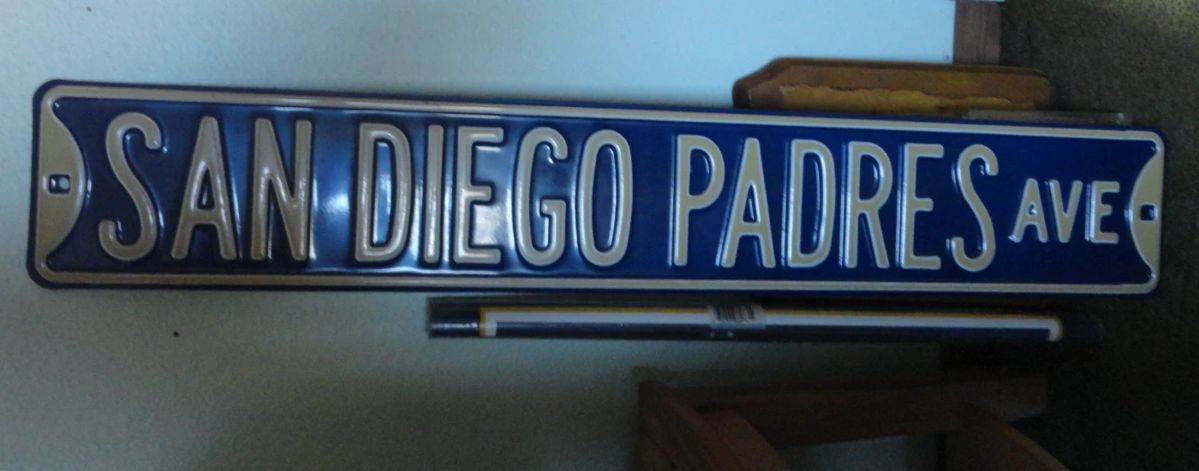 SAN DIEGO PADRES AVE